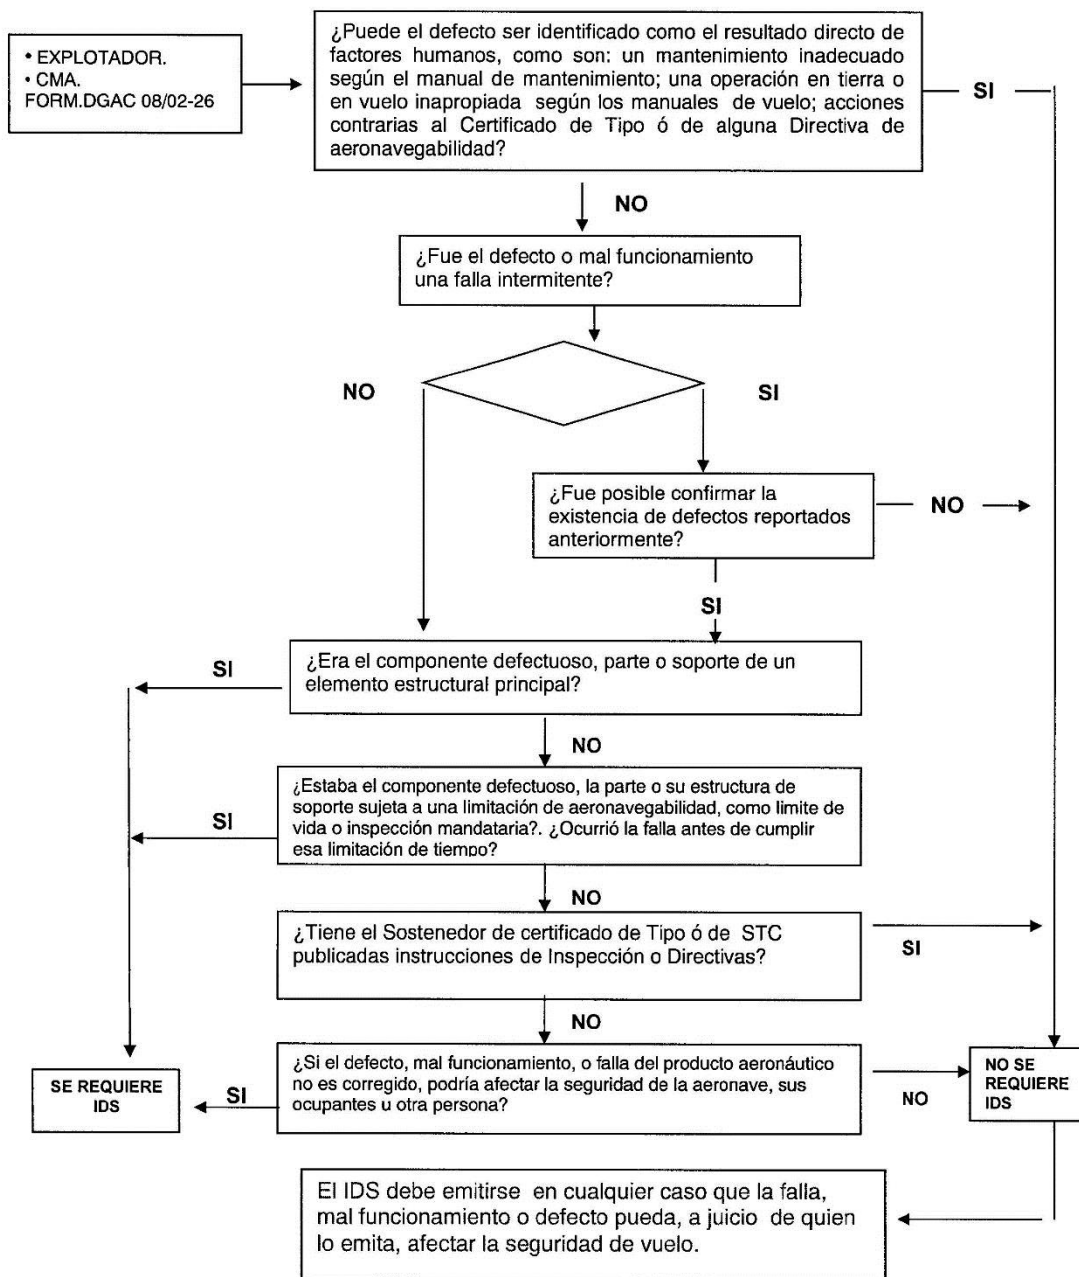 • EXPLOTADOR.
• CMA.
FORM.DGAC 08/02-26
¿Puede el defecto ser identificado como el resultado directo de
factores humanos, como son: un mantenimiento inadecuado
según el manual de mantenimiento; una operación en tierra o
en vuelo inapropiada según los manuales de vuelo; acciones
contrarias al Certificado de Tipo ó de alguna Directiva de
aeronavegabilidad?
SI
NO
¿Fue el defecto o mal funcionamiento
una falla intermitente?
NO
SI
¿Fue posible confirmar la
existencia de defectos reportados
anteriormente?
NO
SI
¿Era el componente defectuoso, parte o soporte de un
elemento estructural principal?
SI
NO
¿Estaba el componente defectuoso, la parte o su estructura de
soporte sujeta a una limitación de aeronavegabilidad, como limite de
vida o inspección mandataria?. ¿Ocurrió la falla antes de cumplir
esa limitación de tiempo?
SI
NO
¿Tiene el Sostenedor de certificado de Tipo ó de STC
publicadas instrucciones de Inspección o Directivas?
SI
NO
¿Si el defecto, mal funcionamiento, o falla del producto aeronáutico
no es corregido, podría afectar la seguridad de la aeronave, sus
ocupantes u otra persona?
SI
NO
SE REQUIERE
IDS
NO SE
REQUIERE
IDS
El IDS debe emitirse en cualquier caso que la falla,
mal funcionamiento o defecto pueda, a juicio de quien
lo emita, afectar la seguridad de vuelo.